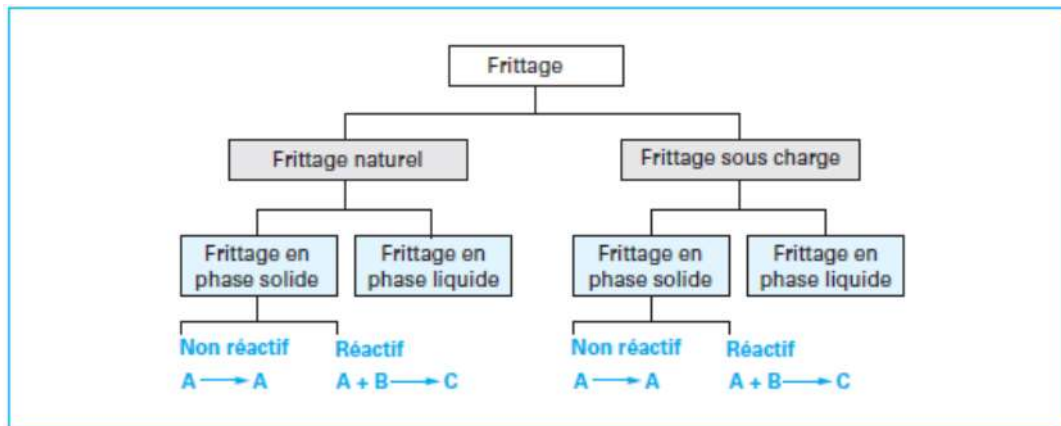 Frittage
Frittage naturel
Frittage sous charge
Frittage en
phase solide
Frittage en
phase liquide
Frittage en
phase solide
Frittage en
phase liquide
Non réactif
Réactif
Non réactif
Réactif
A → A
A + B → C
A → A
A + B → C